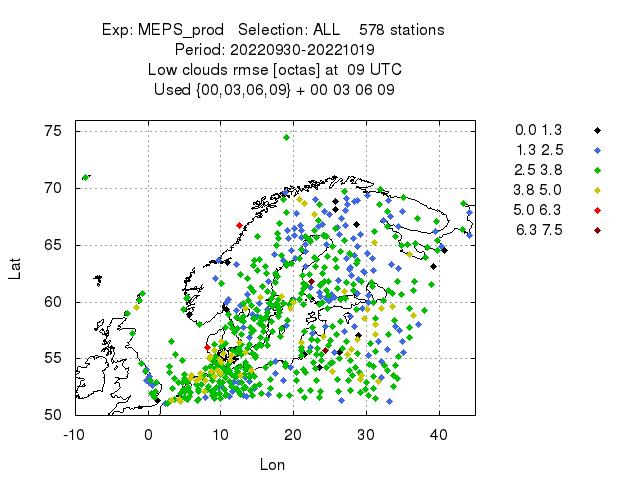 Exp: MEPS_prod Selection: ALL 578 stations
Period: 20220930-20221019
Low clouds rmse [octas] at 09 UTC
Used {00,03,06,09} + 00 03 06 09
75
70
65
60
55
50
-10 0 10 20 30 40
Lat
Lon
0.0 1.3
1.3 2.5
2.5 3.8
3.8 5.0
5.0 6.3
6.3 7.5